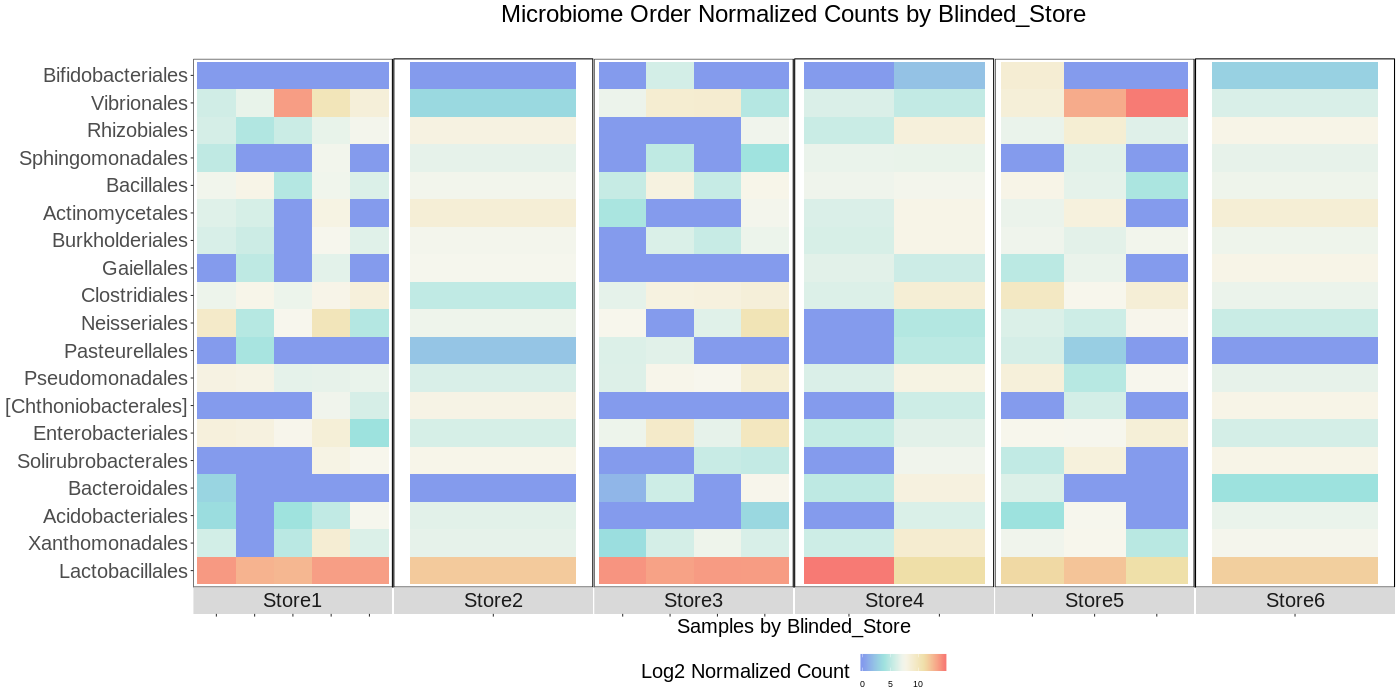 Microbiome Order Normalized Counts by Blinded_Store
Bifidobacteriales
Vibrionales
Rhizobiales
Sphingomonadales
Bacillales
Actinomycetales
Burkholderiales
Gaiellales
Clostridiales
Neisseriales
Pasteurellales
Pseudomonadales
[Chthoniobacterales]
Enterobacteriales
Solirubrobacterales
Bacteroidales
Acidobacteriales
Xanthomonadales
Lactobacillales
Store1 Store2 Store3 Store4 Store5 Store6
Samples by Blinded_Store
Log2 Normalized Count
0 5 10